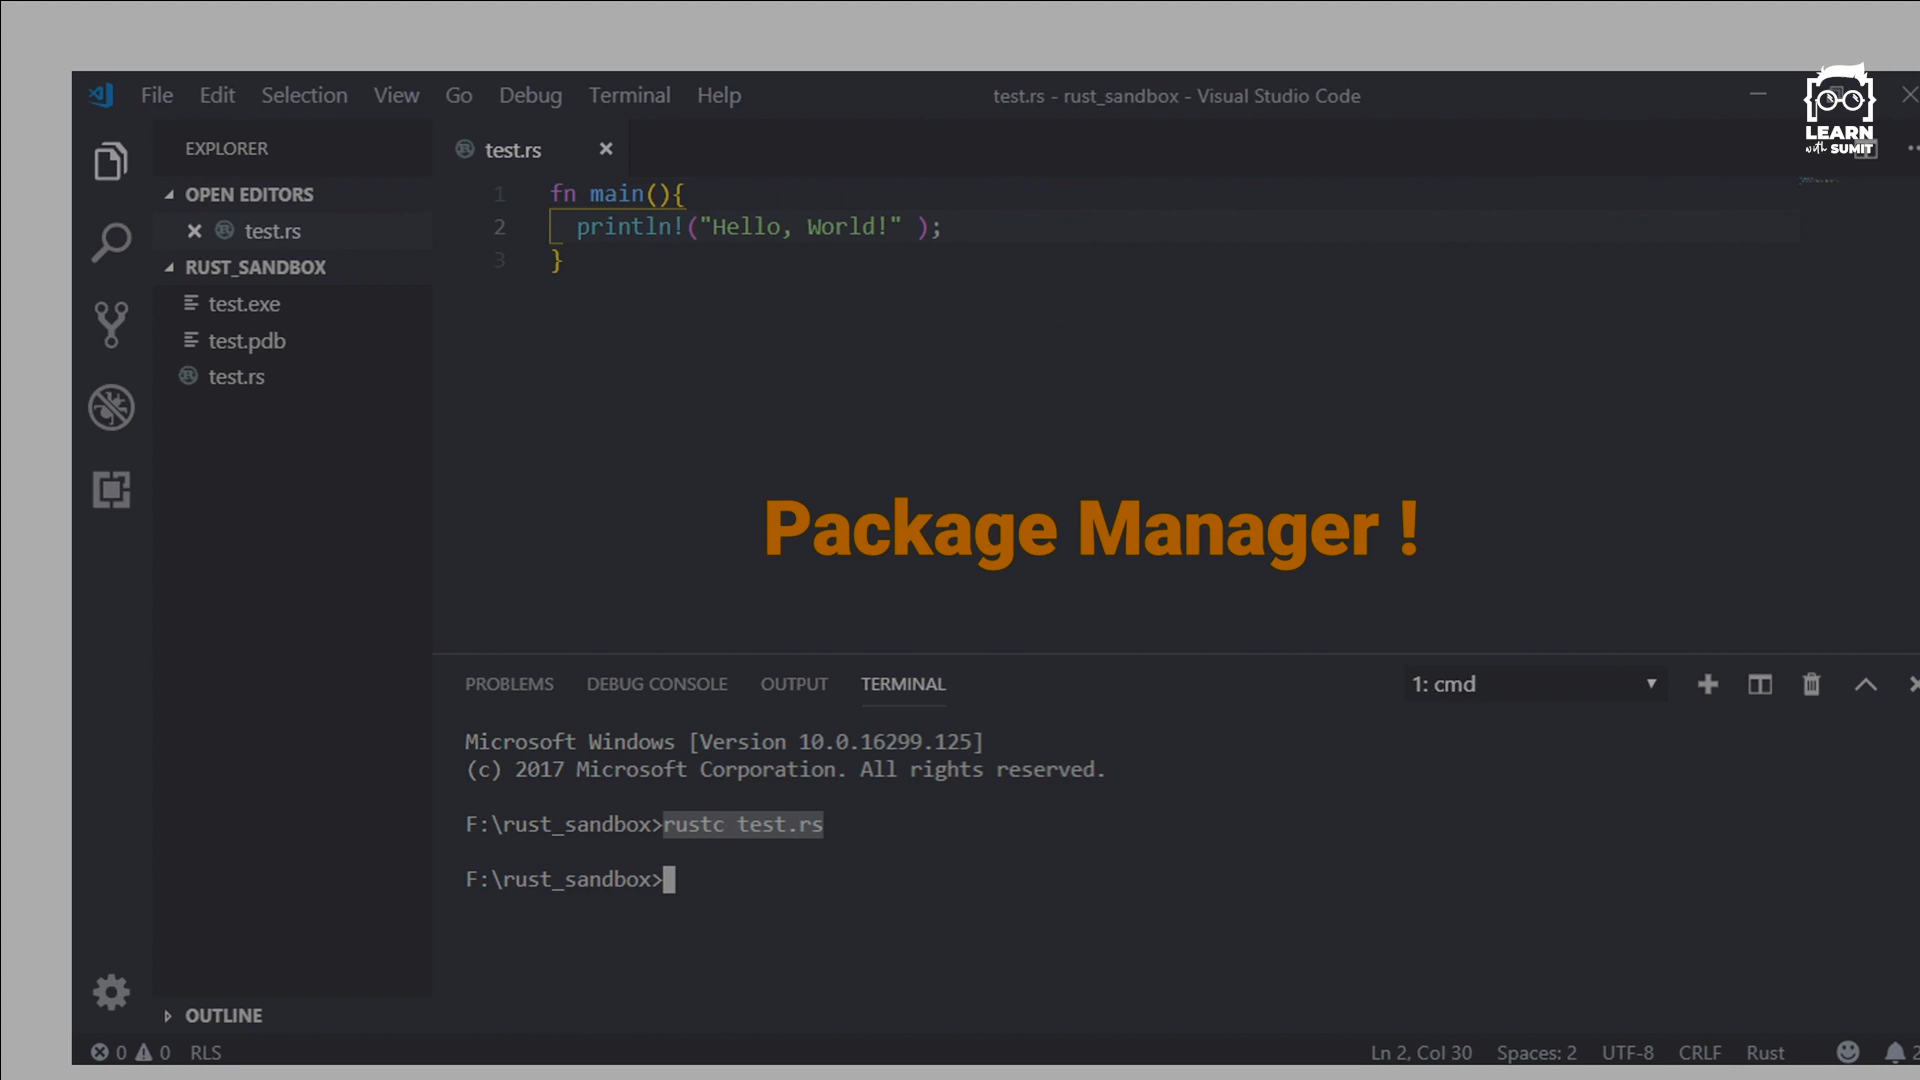 File Edit Selection View Go Debug Terminal Help
test.rs - rust_sandbox - Visual Studio Code
LEARN
with SUMIT
EXPLORER
OPEN EDITORS
test.rs
RUST_SANDBOX
test.exe
test.pdb
test.rs
OUTLINE
test.rs
1 fn main(){
2 println!("Hello, World!" );
3 }
Package Manager !
PROBLEMS DEBUG CONSOLE OUTPUT TERMINAL
1: cmd
Microsoft Windows [Version 10.0.16299.125]
(c) 2017 Microsoft Corporation. All rights reserved.
F:\rust_sandbox>rustc test.rs
F:\rust_sandbox>
0 0 RLS
Ln 2, Col 30 Spaces: 2 UTF-8 CRLF Rust 2